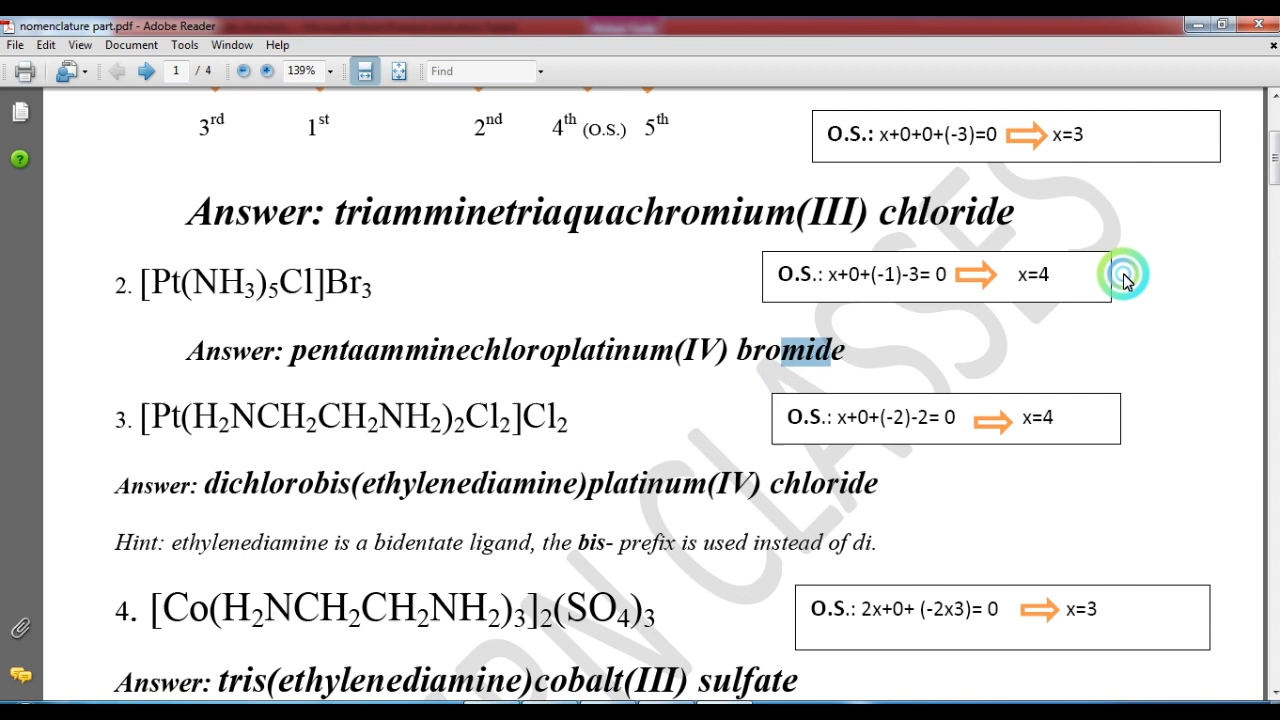 nomenclature part.pdf - Adobe Reader
File Edit View Document Tools Window Help
1 / 4 139% Find
3rd 1st 2nd 4th (O.S.) 5th
O.S.: x+0+0+(-3)=0 x=3
Answer: triamminetriaquachromium(III) chloride
2. [Pt(NH3)5Cl]Br3
O.S.: x+0+(-1)-3= 0 x=4
Answer: pentaamminechloroplatinum(IV) bromide
3. [Pt(H2NCH2CH2NH2)2Cl2]Cl2
O.S.: x+0+(-2)-2= 0 x=4
Answer: dichlorobis(ethylenediamine)platinum(IV) chloride
Hint: ethylenediamine is a bidentate ligand, the bis- prefix is used instead of di.
4. [Co(H2NCH2CH2NH2)3]2(SO4)3
O.S.: 2x+0+ (-2x3)= 0 x=3
Answer: tris(ethylenediamine)cobalt(III) sulfate
CLASSES